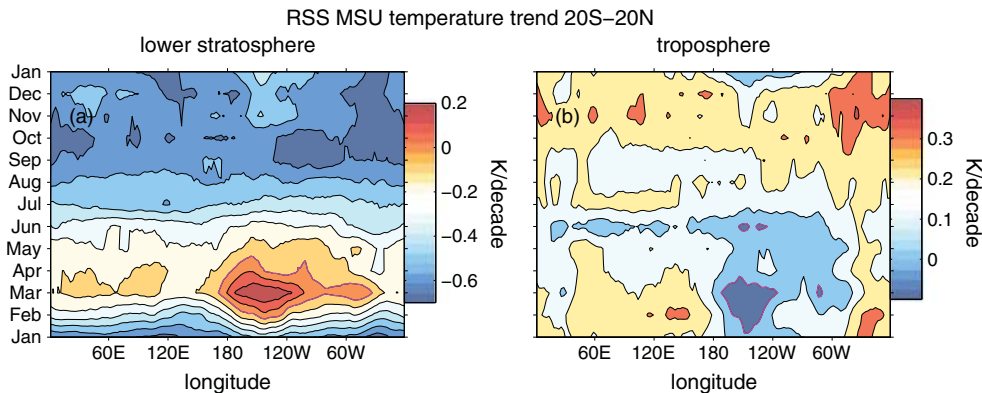 RSS MSU temperature trend 20S−20N
lower stratosphere
troposphere
Jan
Dec
Nov
Oct
Sep
Aug
Jul
Jun
May
Apr
Mar
Feb
Jan
(a)
60E 120E 180 120W 60W
longitude
0.2
0
−0.2
−0.4
−0.6
K/decade
(b)
60E 120E 180 120W 60W
longitude
0.3
0.2
0.1
0
K/decade